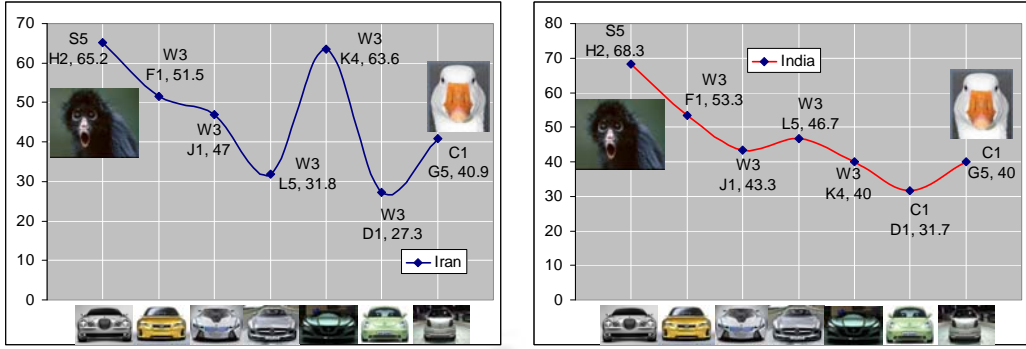 70
60
50
40
30
20
10
0
S5
H2, 65.2
W3
F1, 51.5
W3
J1, 47
W3
L5, 31.8
W3
K4, 63.6
W3
D1, 27.3
C1
G5, 40.9
Iran
80
70
60
50
40
30
20
10
0
S5
H2, 68.3
W3
F1, 53.3
W3
J1, 43.3
W3
L5, 46.7
W3
K4, 40
C1
D1, 31.7
C1
G5, 40
India